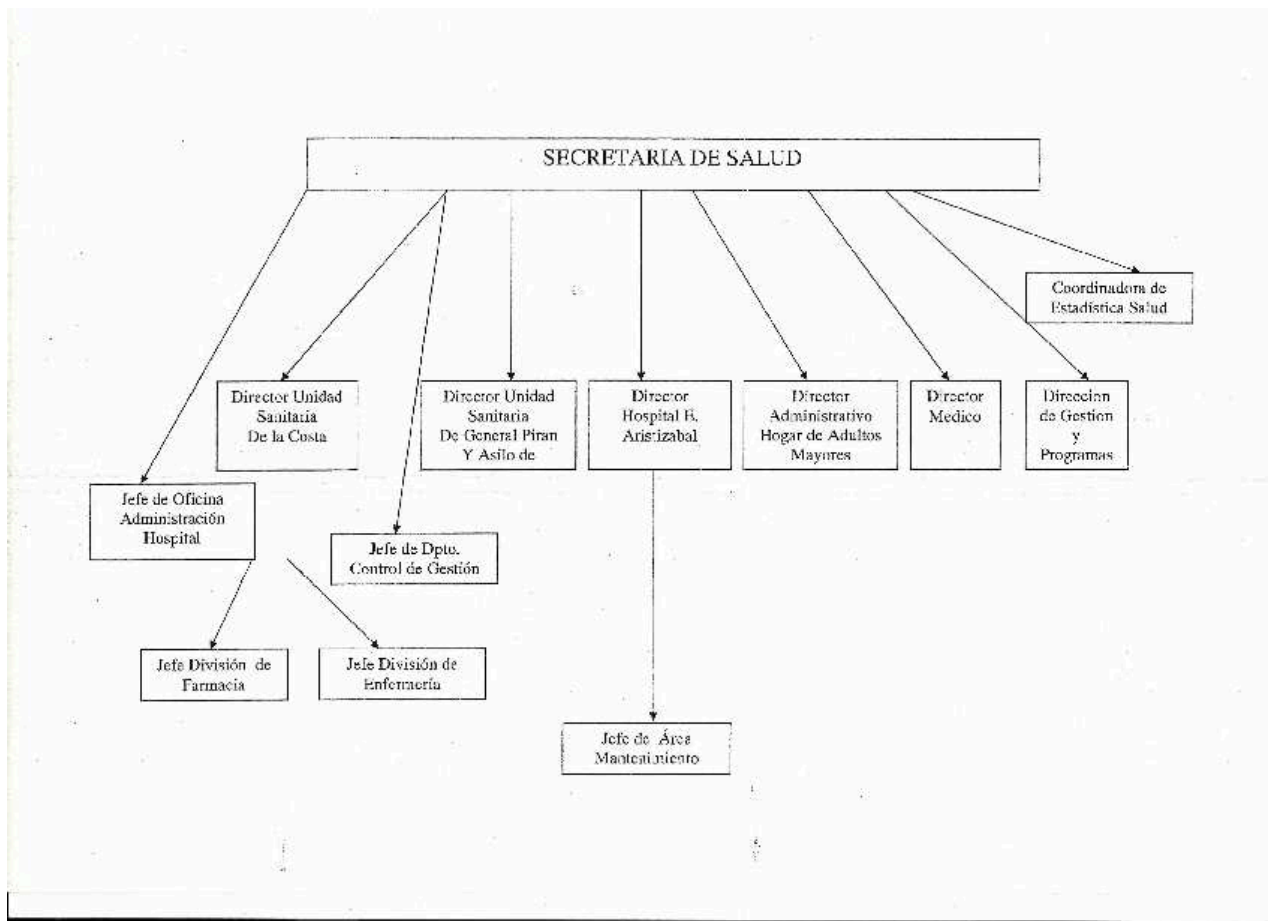 SECRETARIA DE SALUD
Coordinadora de
Estadística Salud
Director Unidad
Sanitaria
De la Costa
Director Unidad
Sanitaria
De General Piran
Y Asilo de
Director
Hospital E.
Aristizabal
Director
Administrativo
Hogar de Adultos
Mayores
Director
Medico
Direccion
de Gestion
y
Programas
Jefe de Oficina
Administración
Hospital
Jefe de Dpto.
Control de Gestión
Jefe División de
Farmacia
Jefe División de
Enfermería
Jefe de Área
Mantenimiento